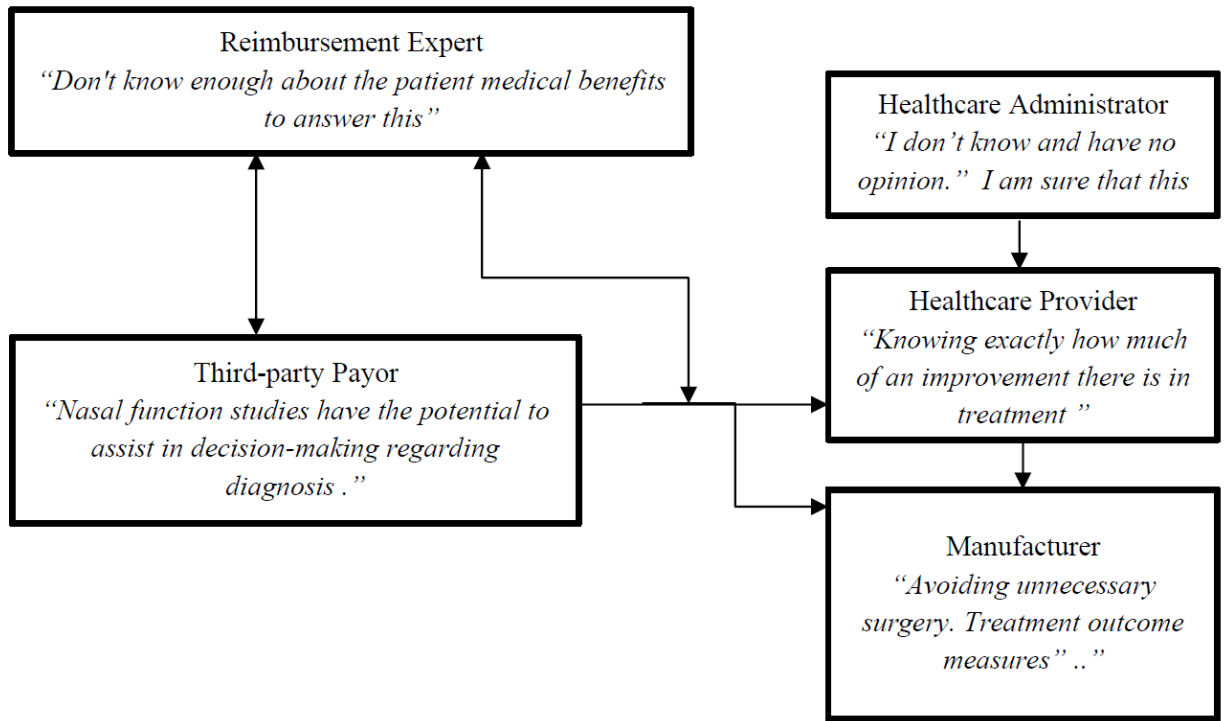 Reimbursement Expert
“Don't know enough about the patient medical benefits
to answer this”
Healthcare Administrator
“I don’t know and have no
opinion.”  I am sure that this
Healthcare Provider
“Knowing exactly how much
of an improvement there is in
treatment ”
Third-party Payor
“Nasal function studies have the potential to
assist in decision-making regarding
diagnosis .”
Manufacturer
“Avoiding unnecessary
surgery. Treatment outcome
measures” ..”